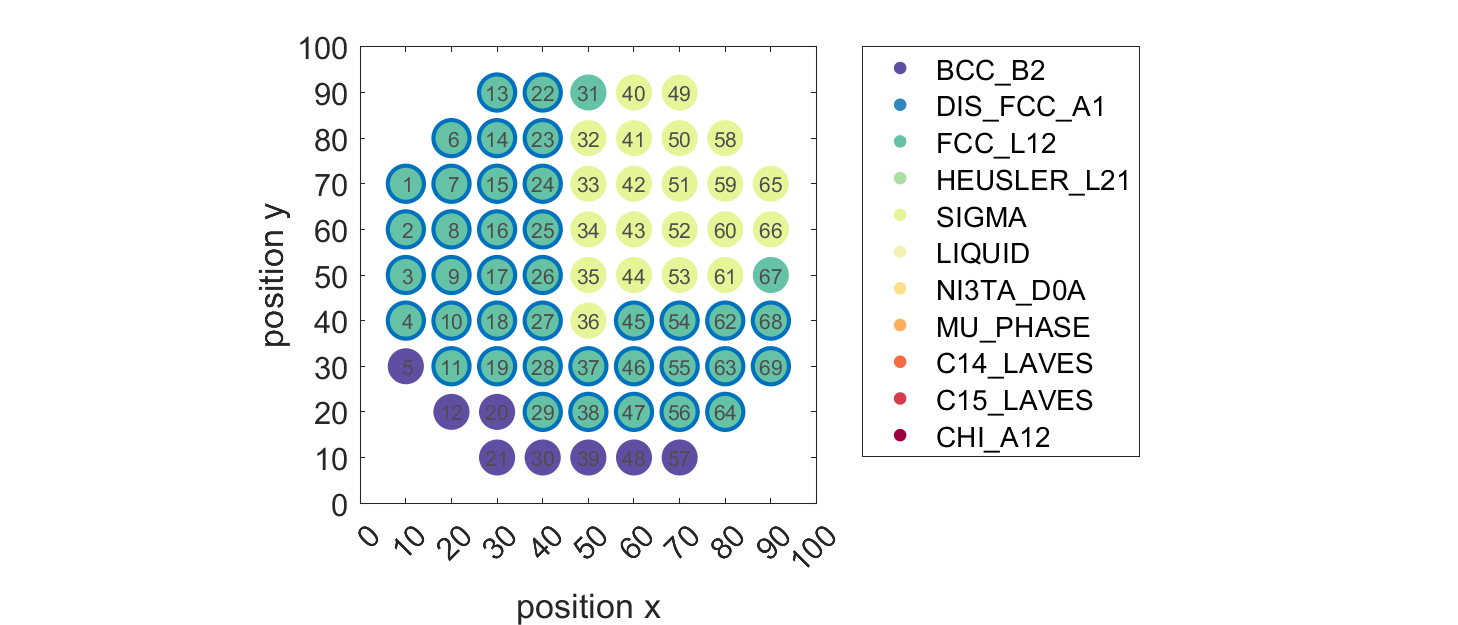 100
90
80
70
60
50
40
30
20
10
0
position y
13 22 31 40 49
6 14 23 32 41 50 58
1 7 15 24 33 42 51 59 65
2 8 16 25 34 43 52 60 66
3 9 17 26 35 44 53 61 67
4 10 18 27 36 45 54 62 68
5 11 19 28 37 46 55 63 69
12 20 29 38 47 56 64
21 30 39 48 57
0 10 20 30 40 50 60 70 80 90 100
position x
BCC_B2
DIS_FCC_A1
FCC_L12
HEUSLER_L21
SIGMA
LIQUID
NI3TA_D0A
MU_PHASE
C14_LAVES
C15_LAVES
CHI_A12